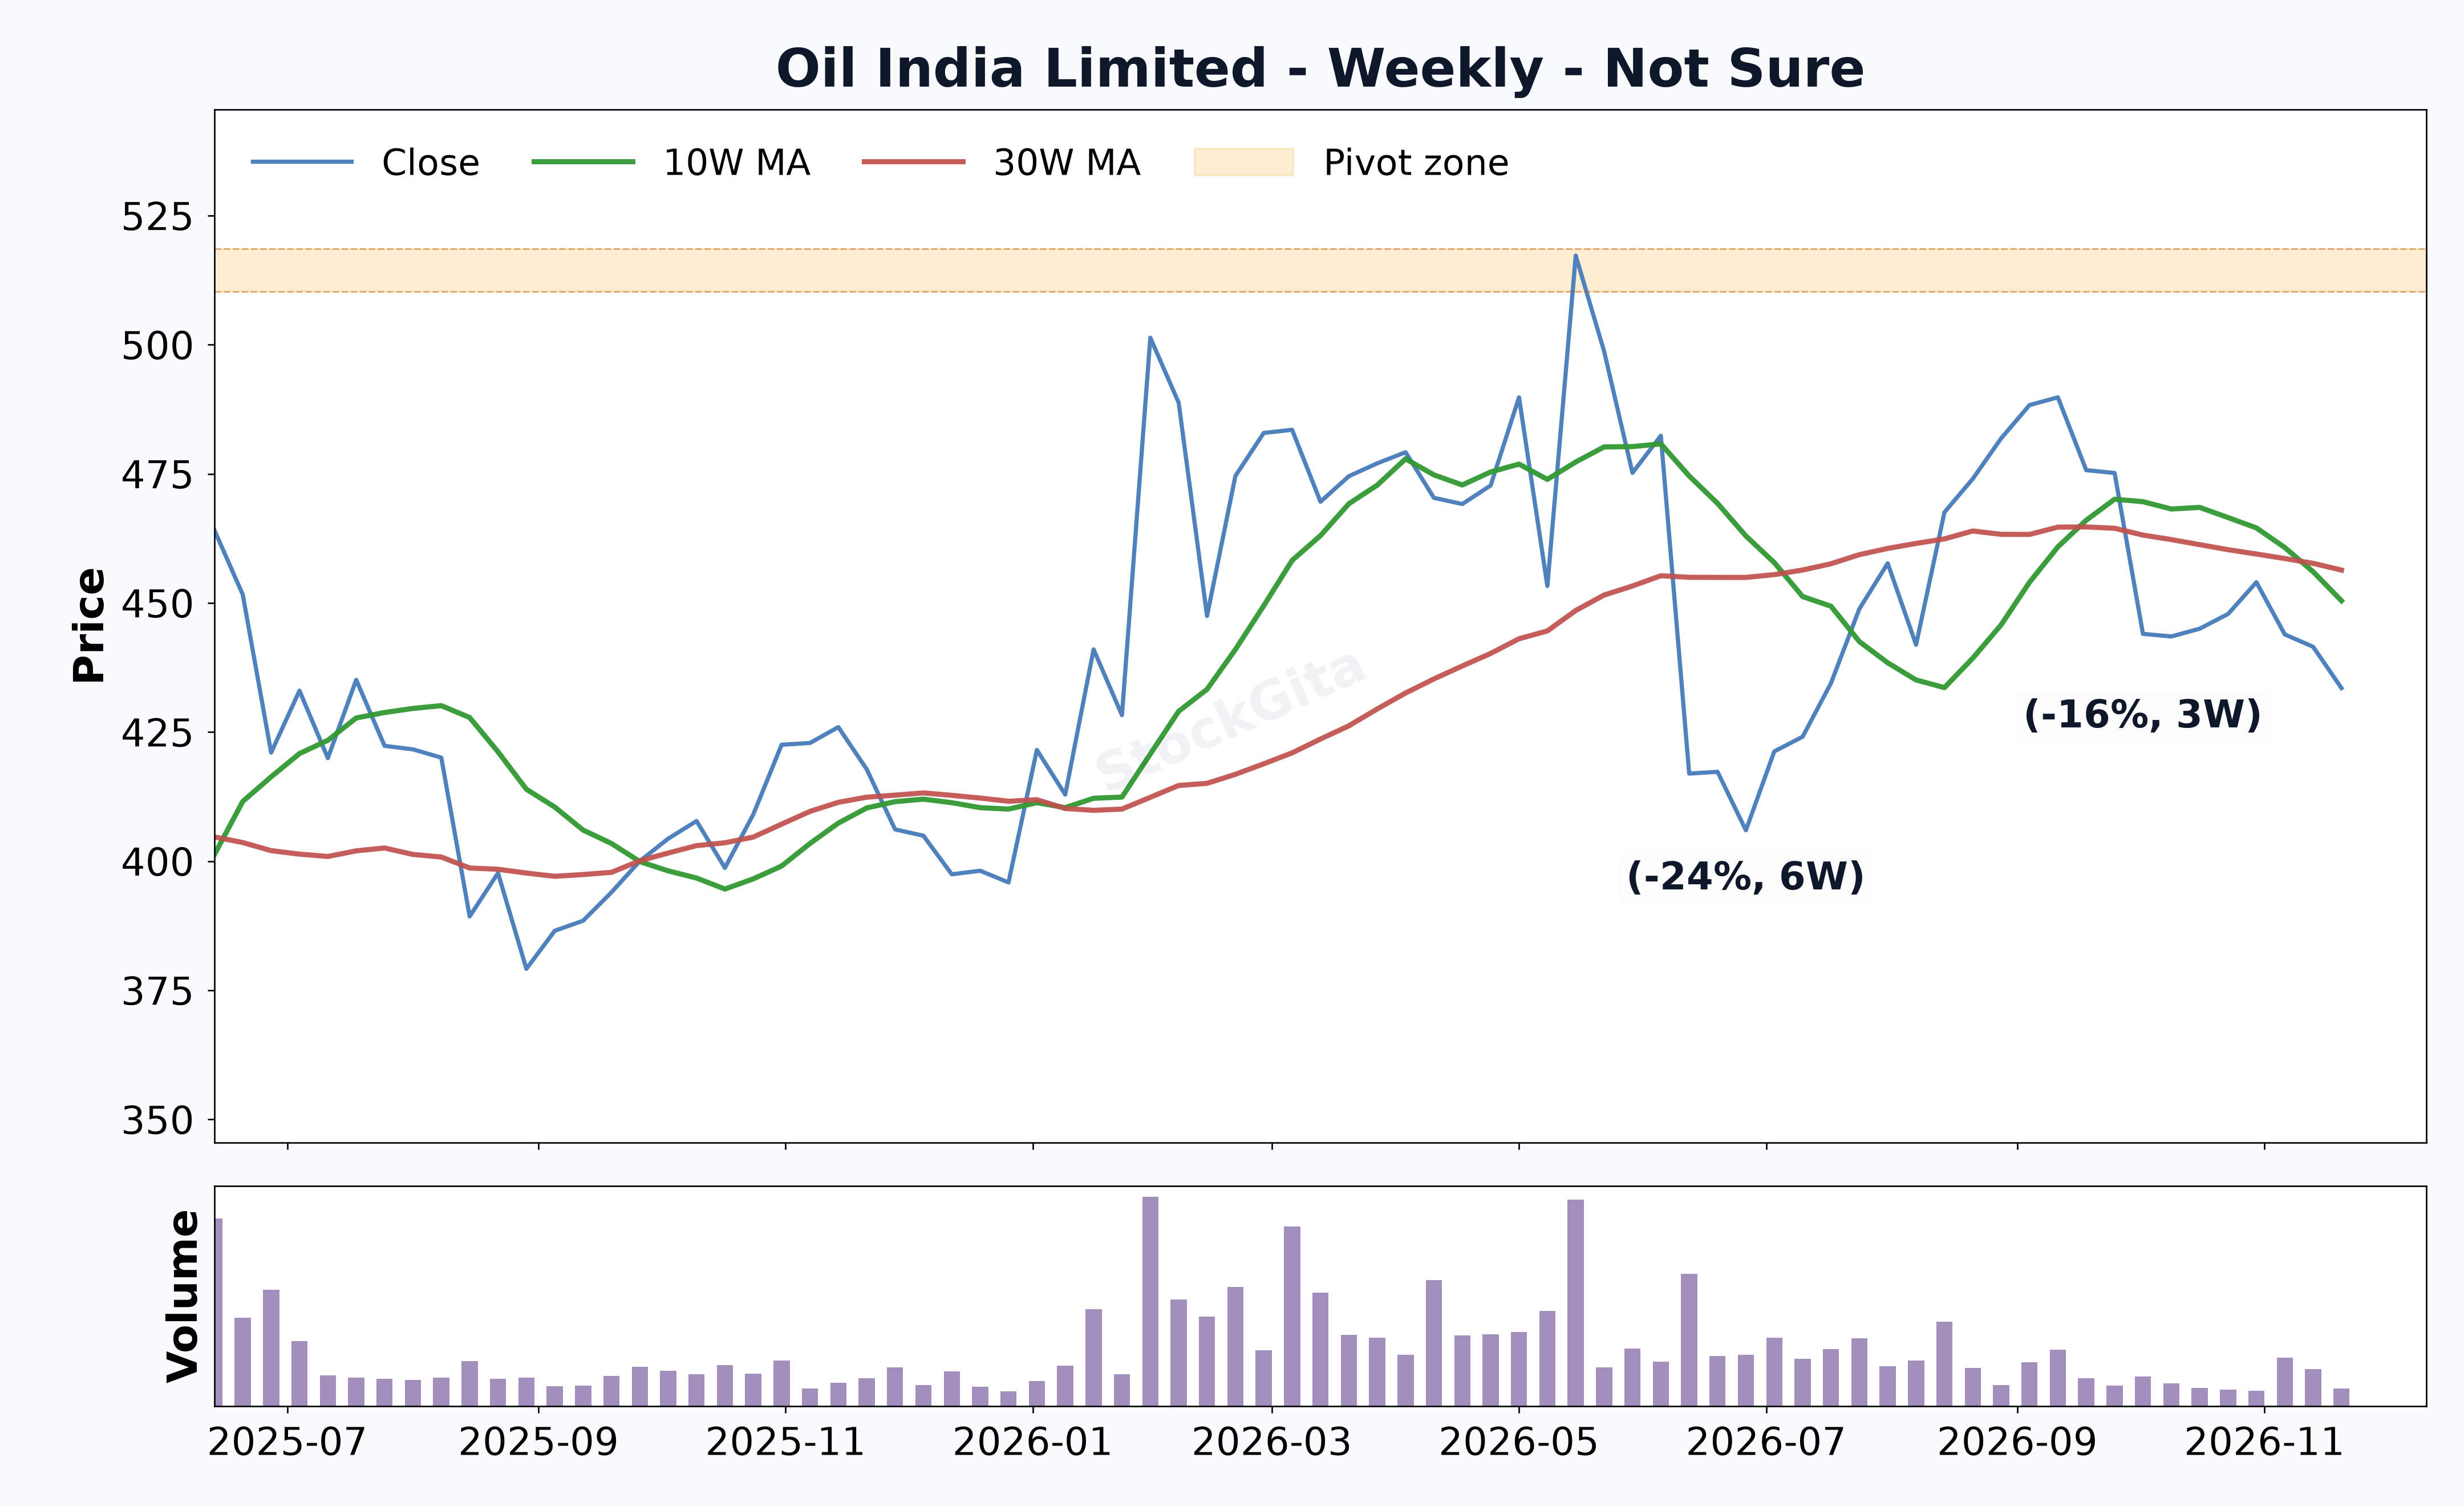 Oil India Limited - Weekly - Not Sure
Close 10W MA 30W MA Pivot zone
525
500
475
450
425
400
375
350
Price
StockGita
(-16%, 3W)
(-24%, 6W)
Volume
2025-07 2025-09 2025-11 2026-01 2026-03 2026-05 2026-07 2026-09 2026-11